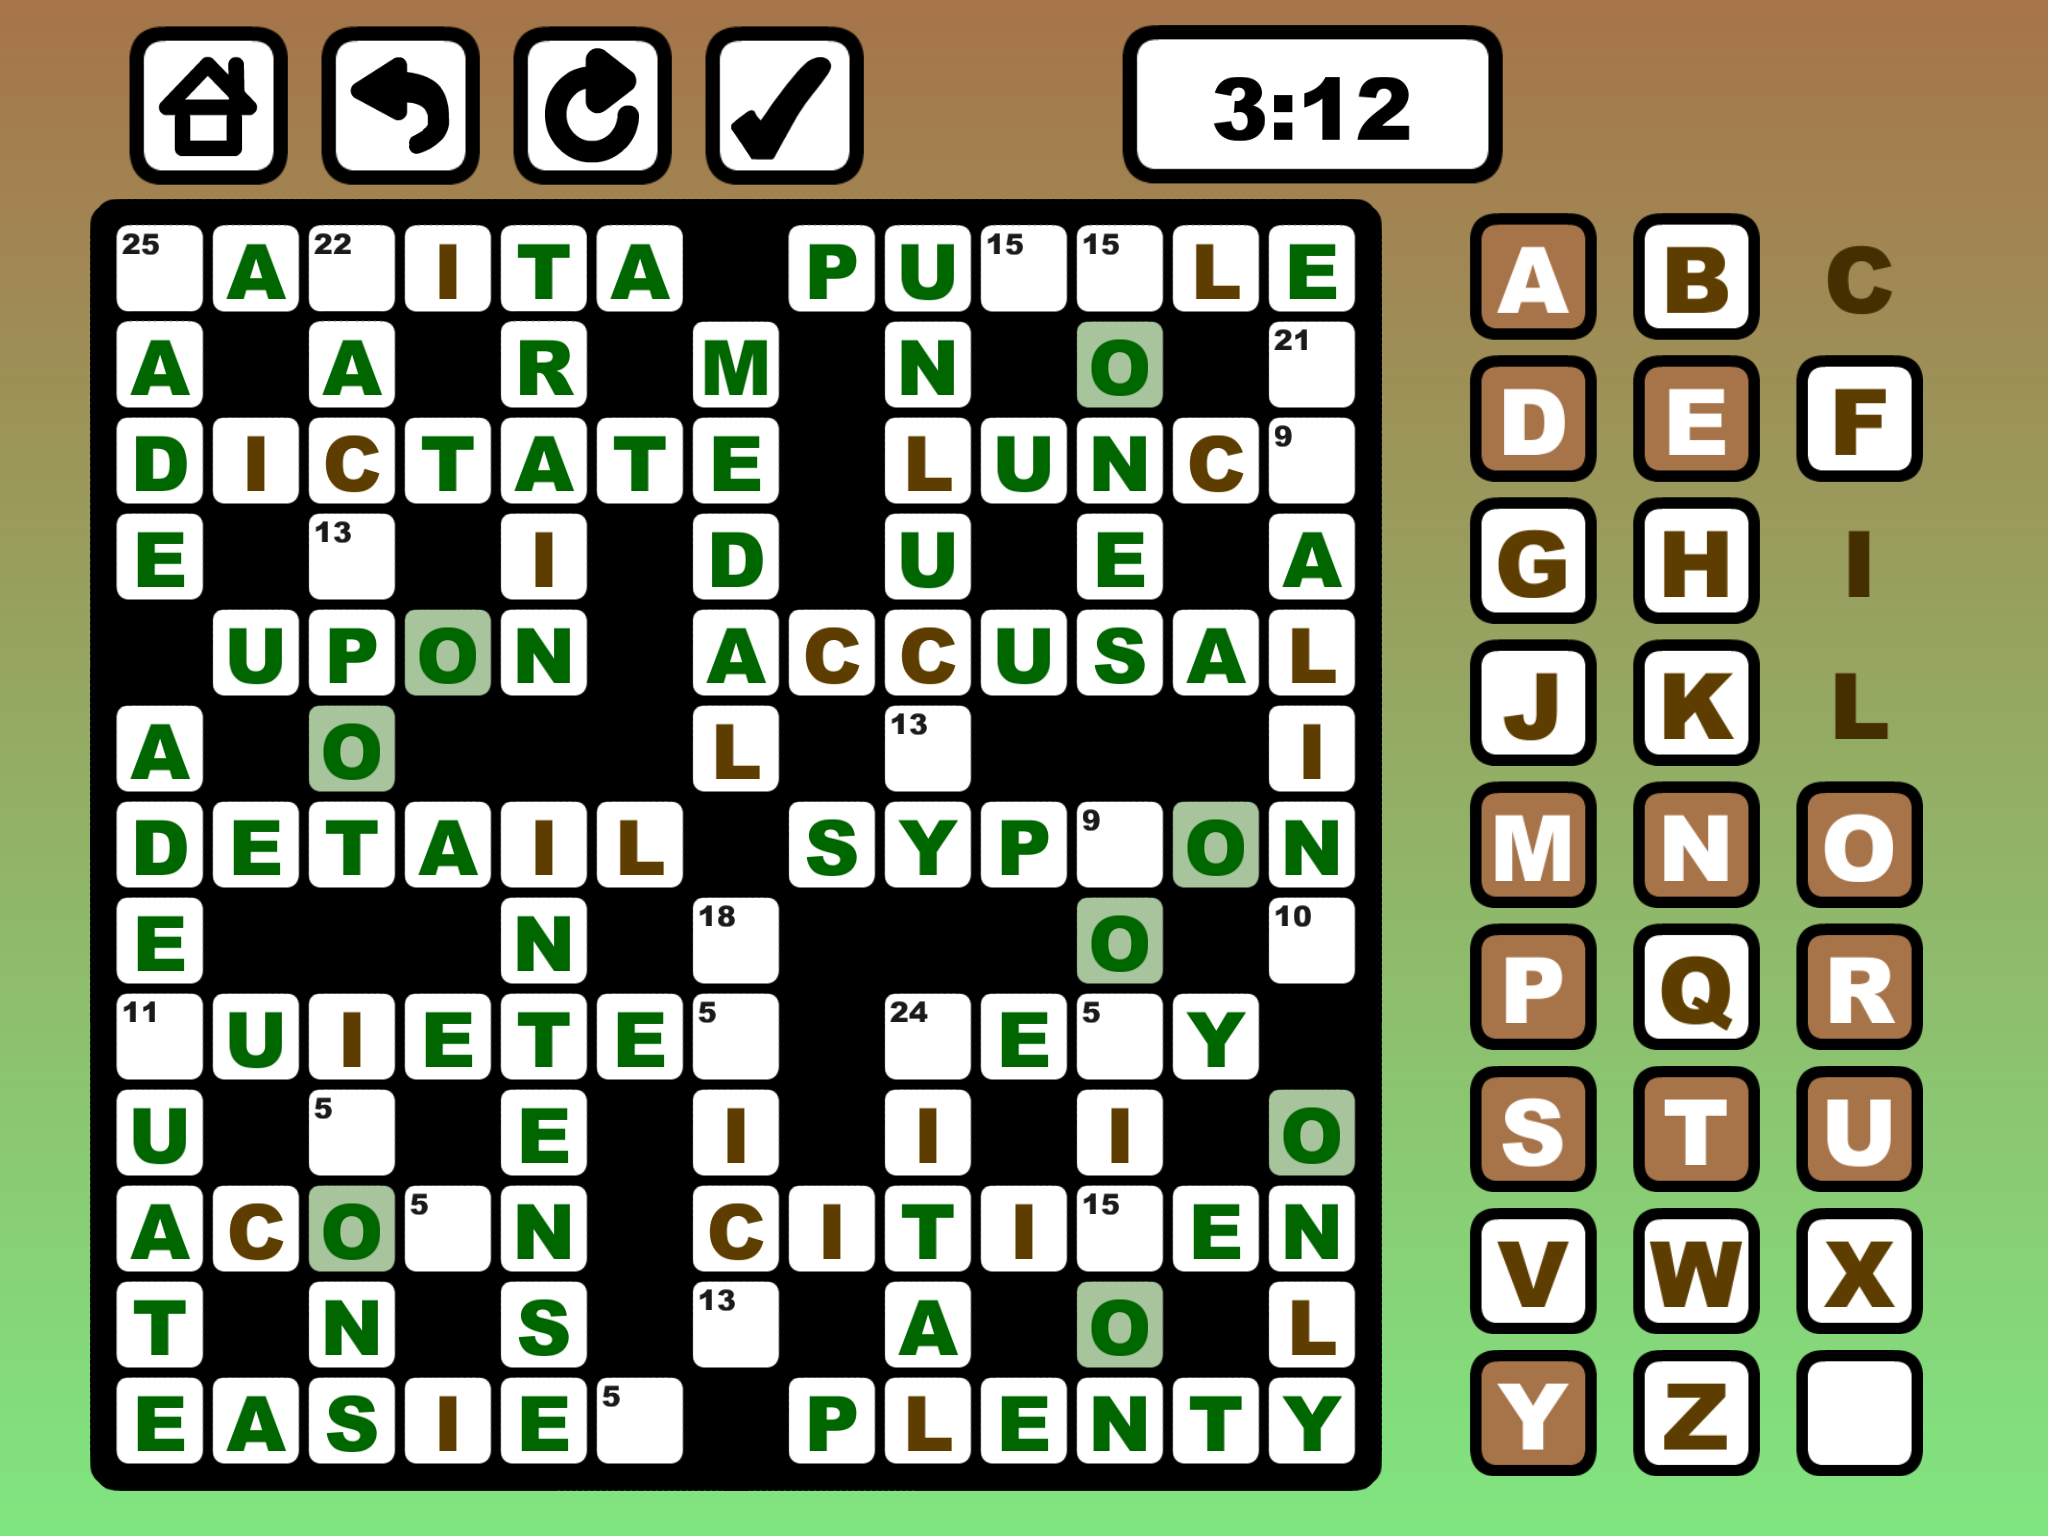 3:12
25 A 22 I T A P U 15 15 L E
A A R M N O 21
D I C T A T E L U N C 9
E 13 I D U E A
U P O N A C C U S A L
A O L 13 I
D E T A I L S Y P 9 O N
E N 18 O 10
11 U I E T E 5 24 E 5 Y
U 5 E I I I O
A C O 5 N C I T I 15 E N
T N S 13 A O L
E A S I E 5 P L E N T Y
A B C
D E F
G H I
J K L
M N O
P Q R
S T U
V W X
Y Z